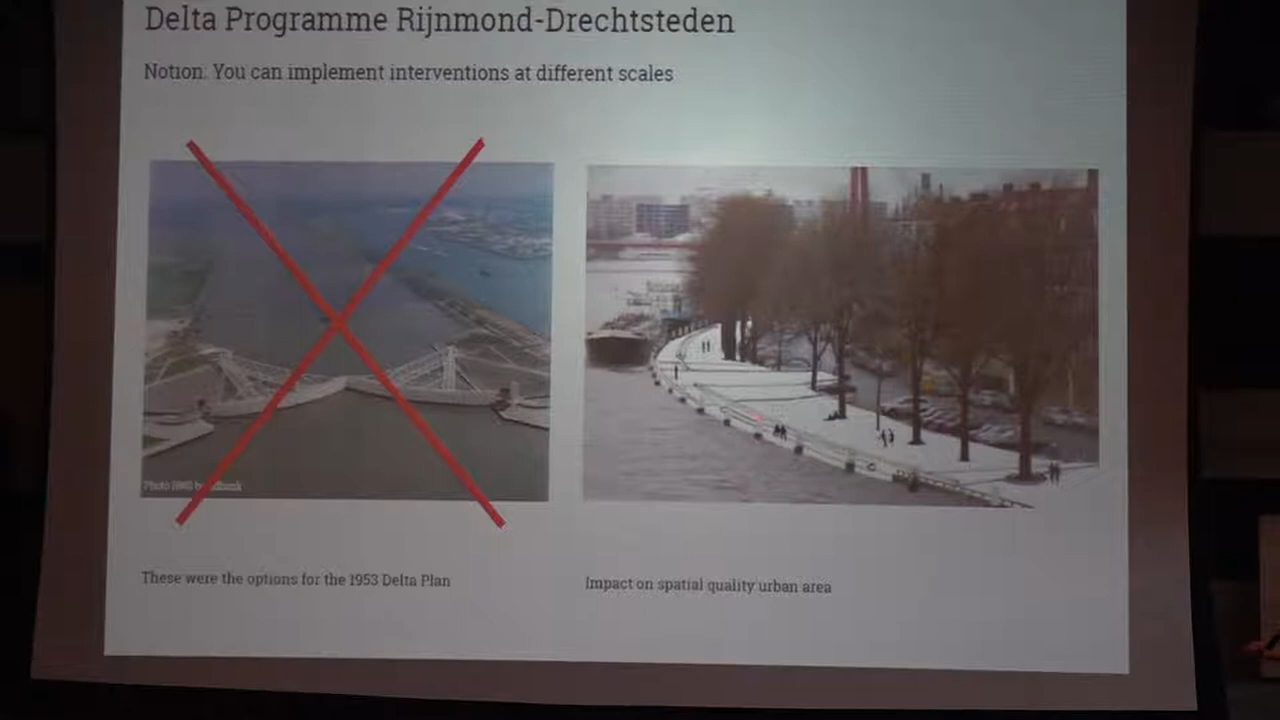 Delta Programme Rijnmond-Drechtsteden
Notion: You can implement interventions at different scales
Photo
These were the options for the 1953 Delta Plan
Impact on spatial quality urban area